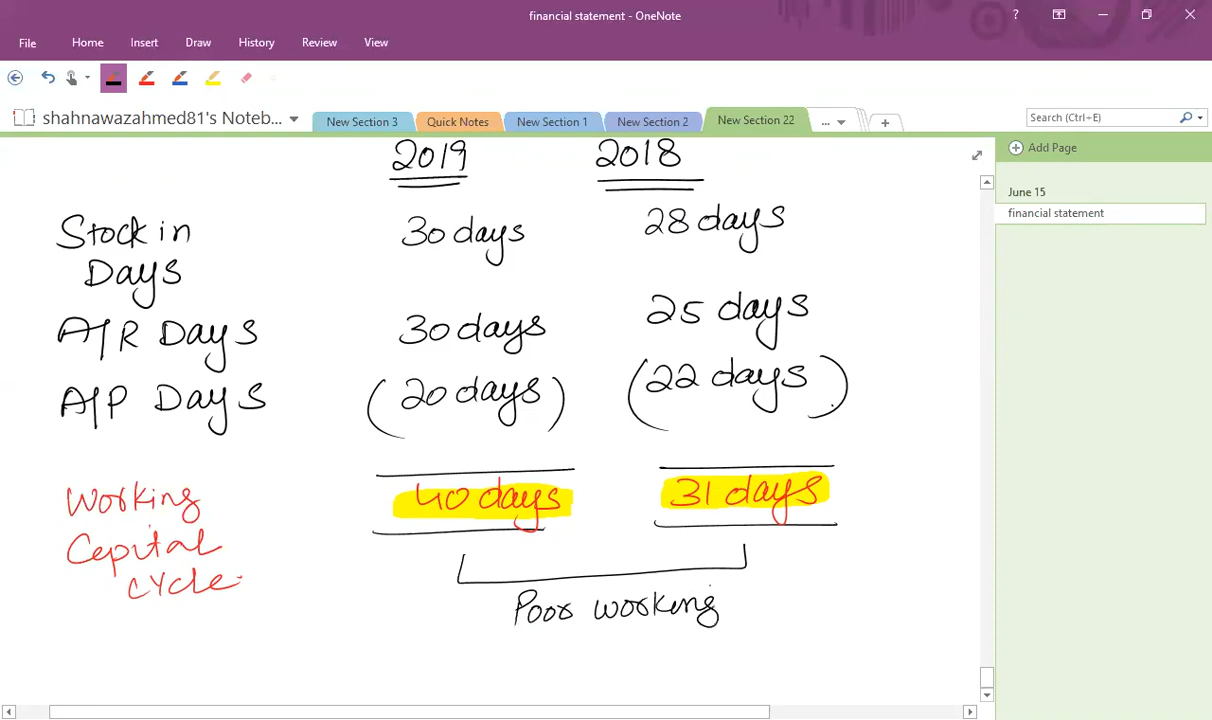 financial statement - OneNote
?
File Home Insert Draw History Review View
shahnawazahmed81's Noteb... New Section 3 Quick Notes New Section 1 New Section 2 New Section 22 ... + Search (Ctrl+E)
Add Page
June 15
financial statement
2019 2018
Stock in 30 days 28 days
Days
A/R Days 30 days 25 days
A/P Days (20 days) (22 days)
Working 40 days 31 days
Cepital
cycle
Poor working